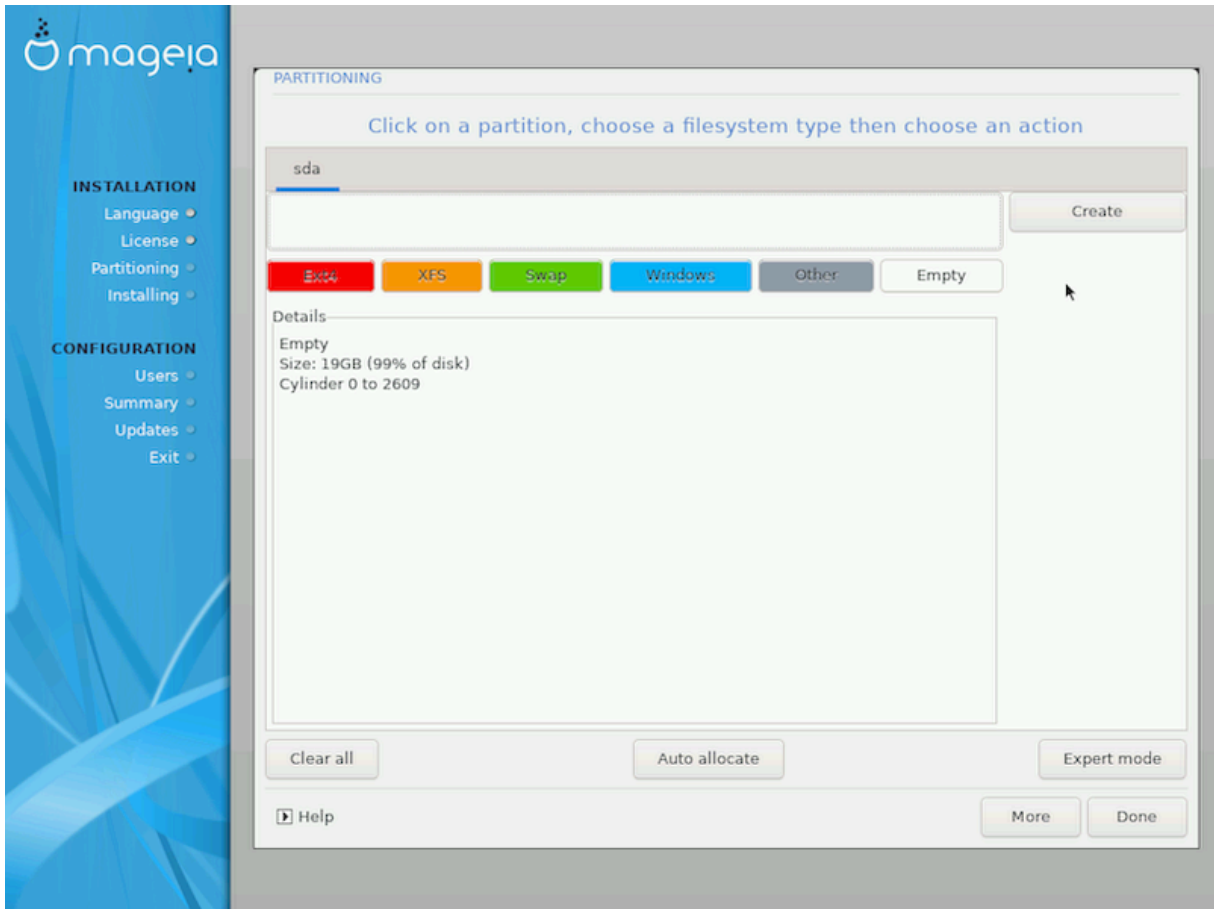 mageia
INSTALLATION
Language
License
Partitioning
Installing
CONFIGURATION
Users
Summary
Updates
Exit
PARTITIONING
Click on a partition, choose a filesystem type then choose an action
sda
Create
Ext4 XFS Swap Windows Other Empty
Details
Empty
Size: 19GB (99% of disk)
Cylinder 0 to 2609
Clear all Auto allocate Expert mode
Help More Done